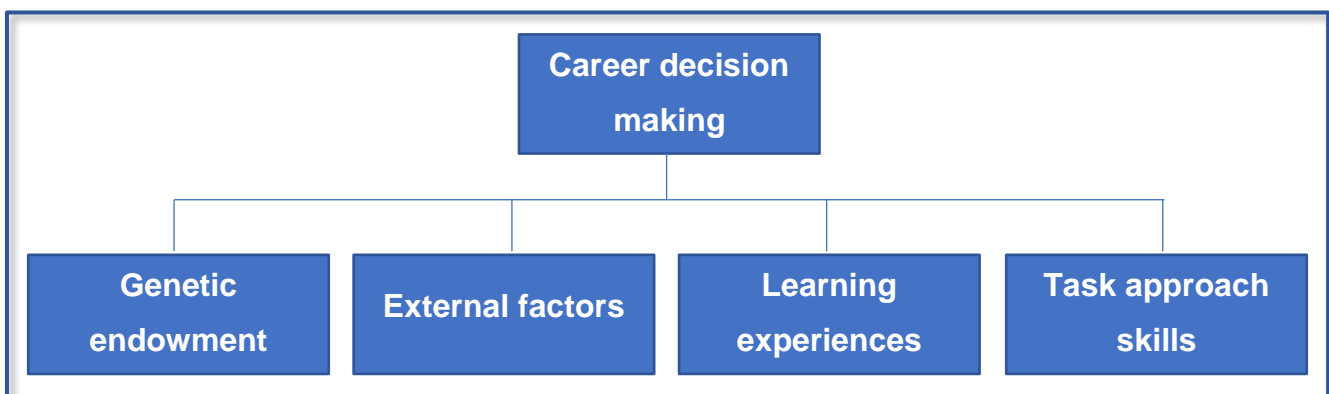 Career decision
making
Genetic
endowment
External factors
Learning
experiences
Task approach
skills